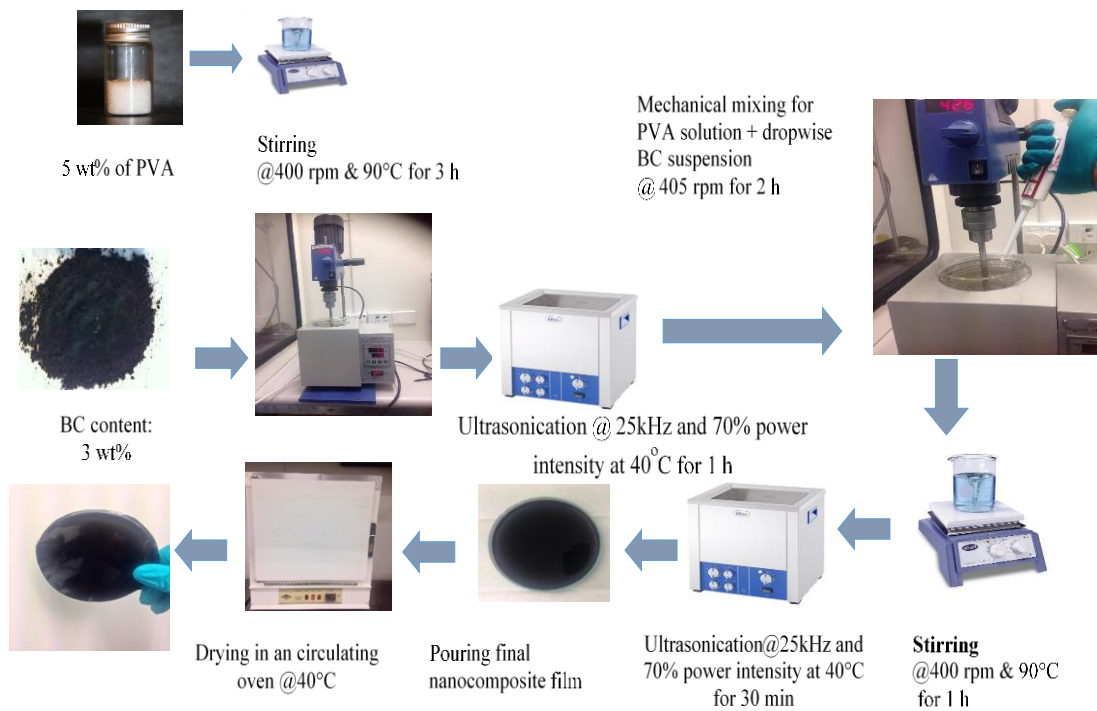 5 wt% of PVA
Stirring
@400 rpm & 90°C for 3 h
Mechanical mixing for
PVA solution + dropwise
BC suspension
@ 405 rpm for 2 h
426
BC content:
3 wt%
Ultrasonication @ 25kHz and 70% power
intensity at 40°C for 1 h
Stirring
@400 rpm & 90°C
for 1 h
Ultrasonication@25kHz and
70% power intensity at 40°C
for 30 min
Pouring final
nanocomposite film
Drying in an circulating
oven @40°C